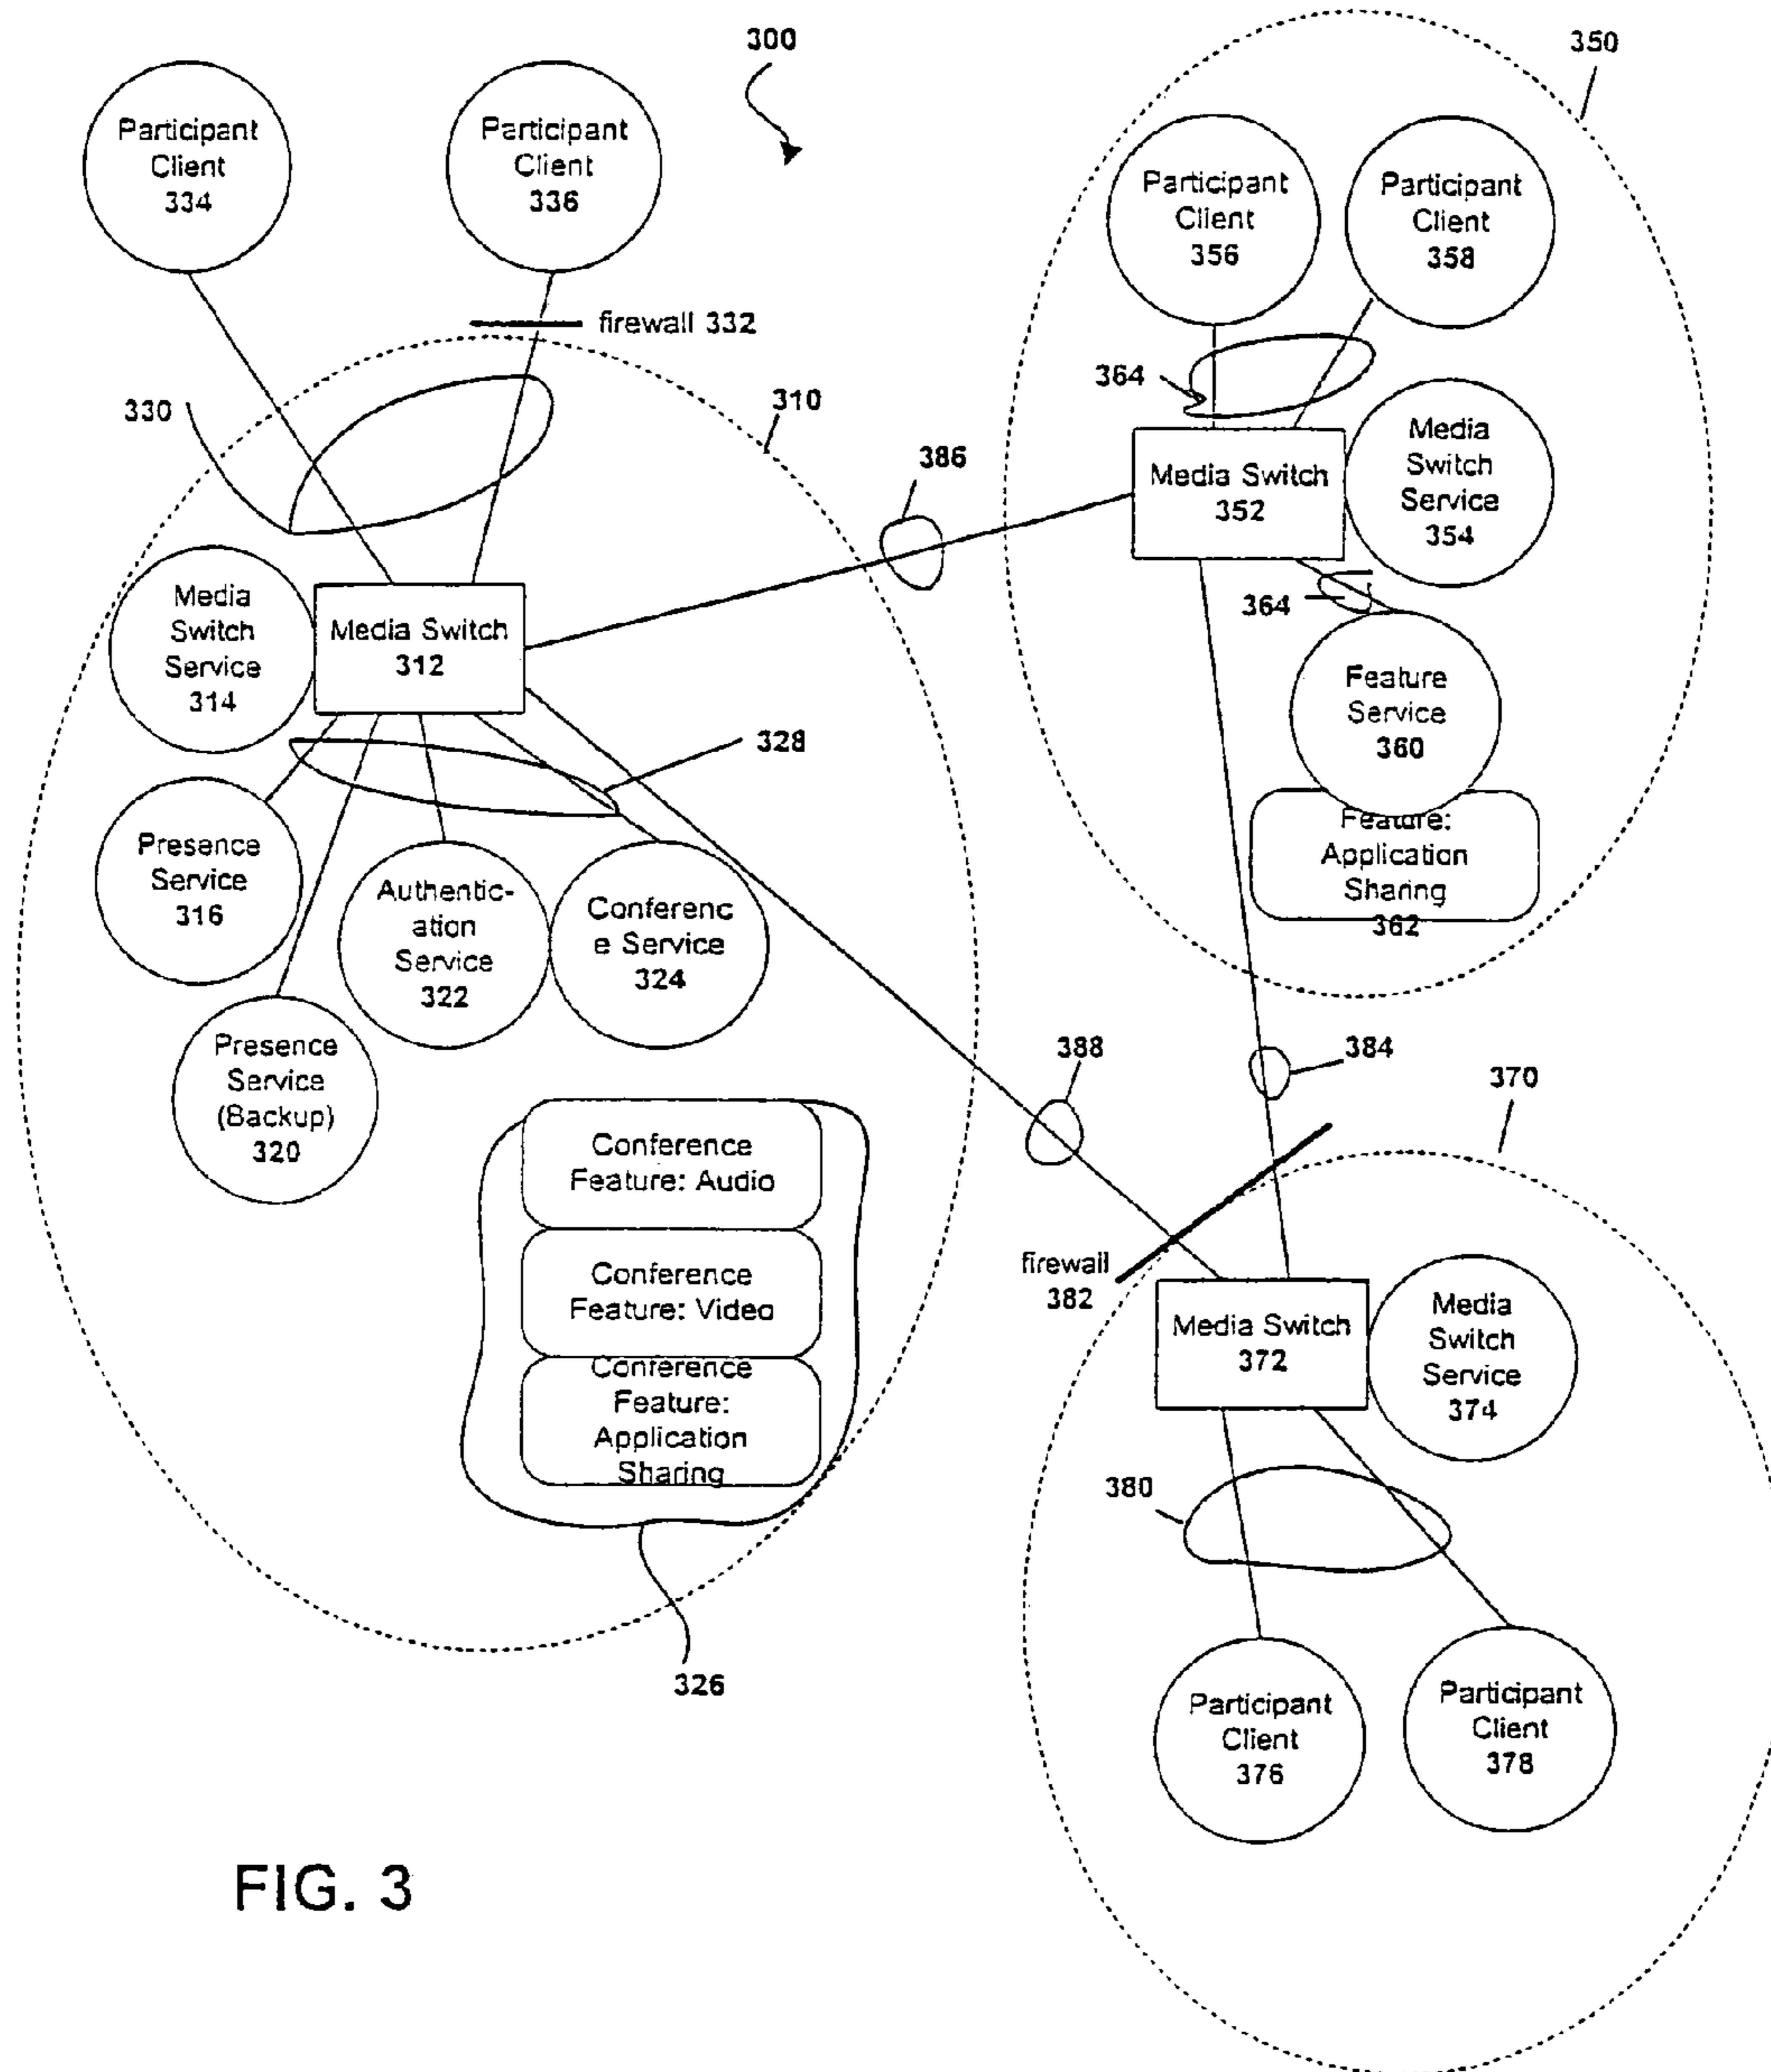 300
350
Participant
Client
334
Participant
Client
336
Participant
Client
356
Participant
Client
358
firewall 332
330
310
364
386
Media Switch
352
Media
Switch
Service
354
364
Media
Switch
Service
314
Media Switch
312
328
Feature
Service
360
Feature:
Application
Sharing
362
Presence
Service
316
Authentic-
ation
Service
322
Conferenc
e Service
324
Presence
Service
(Backup)
320
388
384
370
Conference
Feature: Audio
Conference
Feature: Video
Conference
Feature:
Application
Sharing
326
firewall
382
Media Switch
372
Media
Switch
Service
374
380
Participant
Client
376
Participant
Client
378
FIG. 3